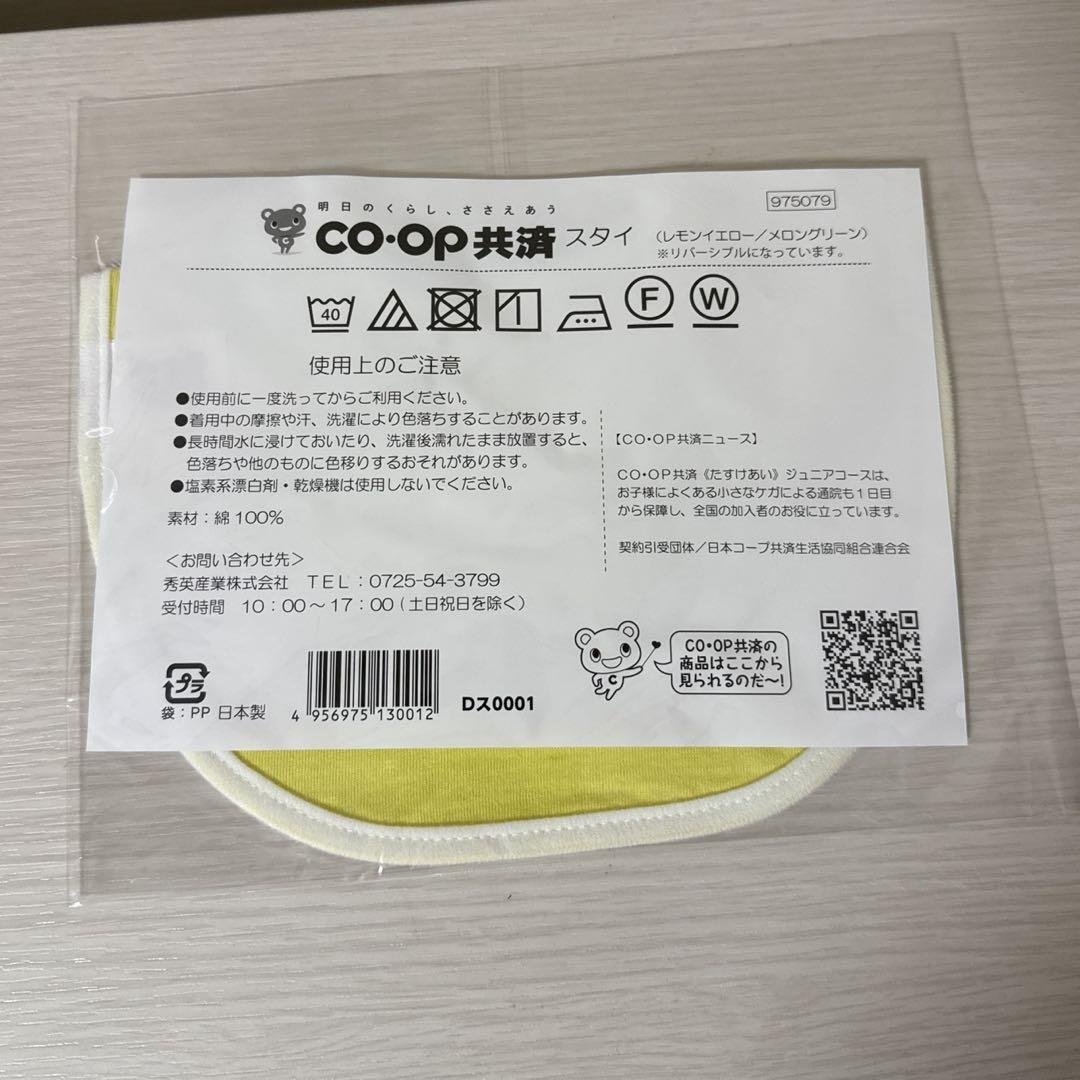 975079
明日のくらし、ささえあう
CO・OP共済 スタイ
(レモンイエロー/メロングリーン)
※リバーシブルになっています。
40
F
W
使用上のご注意
●使用前に一度洗ってからご利用ください。
●着用中の摩擦や汗、洗濯により色落ちすることがあります。
●長時間水に浸けておいたり、洗濯後濡れたまま放置すると、
色落ちや他のものに色移りするおそれがあります。
●塩素系漂白剤・乾燥機は使用しないでください。
素材:綿100%
<お問い合わせ先>
秀英産業株式会社 TEL:0725-54-3799
受付時間 10:00~17:00(土日祝日を除く)
【CO・OP共済ニュース】
CO・OP共済《たすけあい》ジュニアコースは、
お子様によくある小さなケガによる通院も1日目
から保障し、全国の加入者のお役に立っています。
契約引受団体/日本コープ共済生活協同組合連合会
プラ
袋:PP 日本製
4 956975 130012
Dス0001
C
CO・OP共済の
商品はここから
見られるのだ~!